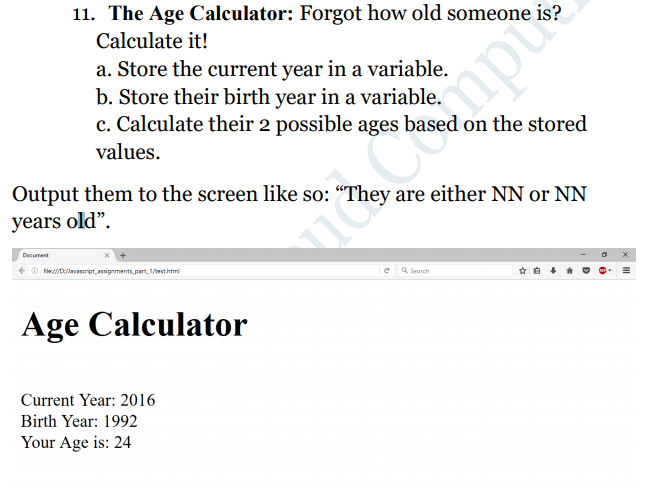 11. The Age Calculator: Forgot how old someone is?
Calculate it!
a. Store the current year in a variable.
b. Store their birth year in a variable.
c. Calculate their 2 possible ages based on the stored
values.
Output them to the screen like so: “They are either NN or NN
years old”.
Document
file:///D:/Javascript_assignments_part_1/test.html
Search
Age Calculator
Current Year: 2016
Birth Year: 1992
Your Age is: 24